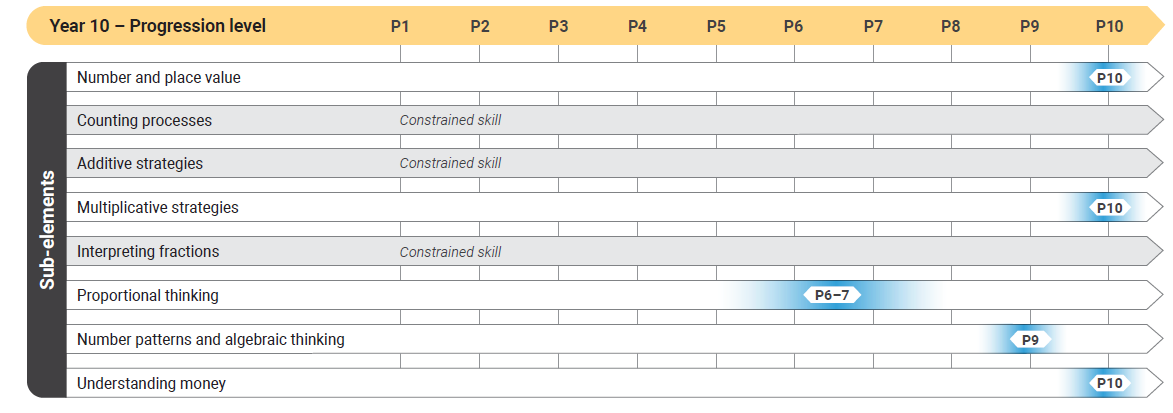 Year 10 – Progression level P1 P2 P3 P4 P5 P6 P7 P8 P9 P10
Sub-elements
Number and place value P10
Counting processes Constrained skill
Additive strategies Constrained skill
Multiplicative strategies P10
Interpreting fractions Constrained skill
Proportional thinking P6–7
Number patterns and algebraic thinking P9
Understanding money P10